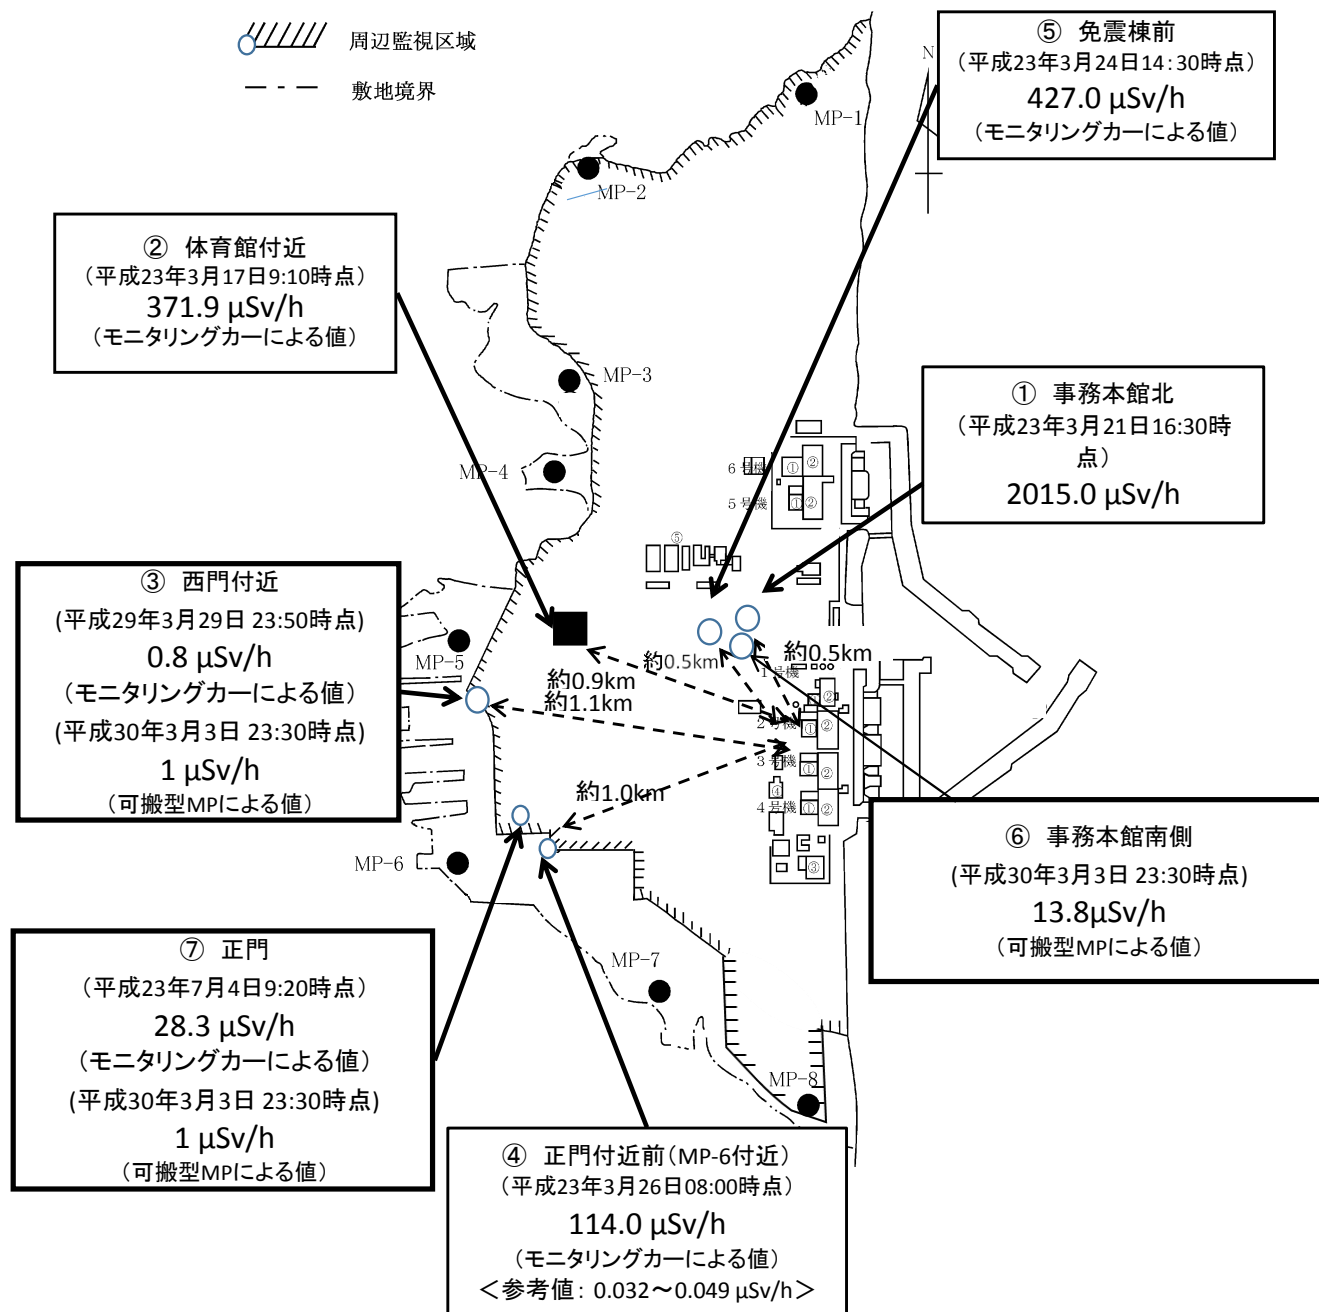 周辺監視区域
敷地境界
⑤ 免震棟前
（平成23年3月24日14：30時点）
427.0 μSv/h
（モニタリングカーによる値）
N
MP-1
MP-2
② 体育館付近
（平成23年3月17日9:10時点）
371.9 μSv/h
（モニタリングカーによる値）
MP-3
① 事務本館北
（平成23年3月21日16:30時
点）
2015.0 μSv/h
MP-4
6号機
① ②
5号機
① ②
⑤
③ 西門付近
(平成29年3月29日 23:50時点)
0.8 μSv/h
（モニタリングカーによる値）
(平成30年3月3日 23:30時点)
1 μSv/h
（可搬型MPによる値）
MP-5
約0.9km
約1.1km
約0.5km
約0.5km
1号機
②
2号機
① ②
3号機
① ②
④
4号機
① ②
③
約1.0km
MP-6
⑥ 事務本館南側
(平成30年3月3日 23:30時点)
13.8μSv/h
（可搬型MPによる値）
⑦ 正門
（平成23年7月4日9:20時点）
28.3 μSv/h
（モニタリングカーによる値）
(平成30年3月3日 23:30時点)
1 μSv/h
（可搬型MPによる値）
MP-7
MP-8
④ 正門付近前（MP-6付近）
（平成23年3月26日08:00時点）
114.0 μSv/h
（モニタリングカーによる値）
＜参考値： 0.032～0.049 μSv/h＞